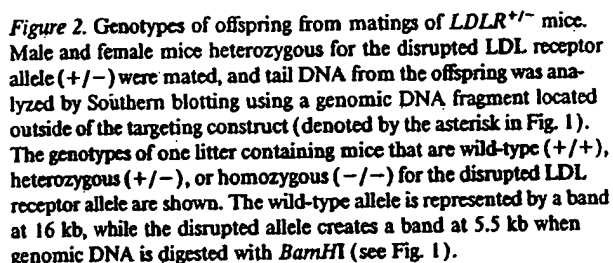 Figure 2. Genotypes of offspring from matings of LDLR+/− mice.
Male and female mice heterozygous for the disrupted LDL receptor
allele (+/−) were mated, and tail DNA from the offspring was ana-
lyzed by Southern blotting using a genomic DNA fragment located
outside of the targeting construct (denoted by the asterisk in Fig. 1).
The genotypes of one litter containing mice that are wild-type (+/+),
heterozygous (+/−), or homozygous (−/−) for the disrupted LDL
receptor allele are shown. The wild-type allele is represented by a band
at 16 kb, while the disrupted allele creates a band at 5.5 kb when
genomic DNA is digested with BamHI (see Fig. 1).